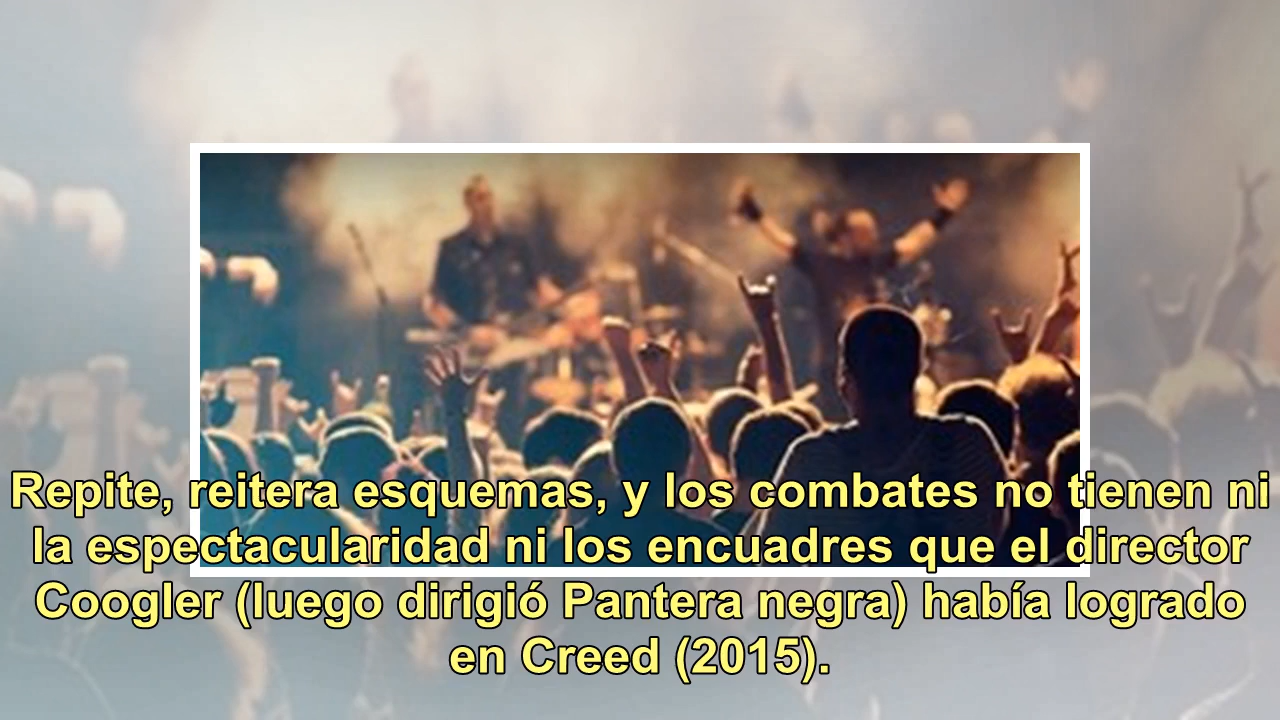 Repite, reitera esquemas, y los combates no tienen ni
la espectacularidad ni los encuadres que el director
Coogler (luego dirigió Pantera negra) había logrado
en Creed (2015).